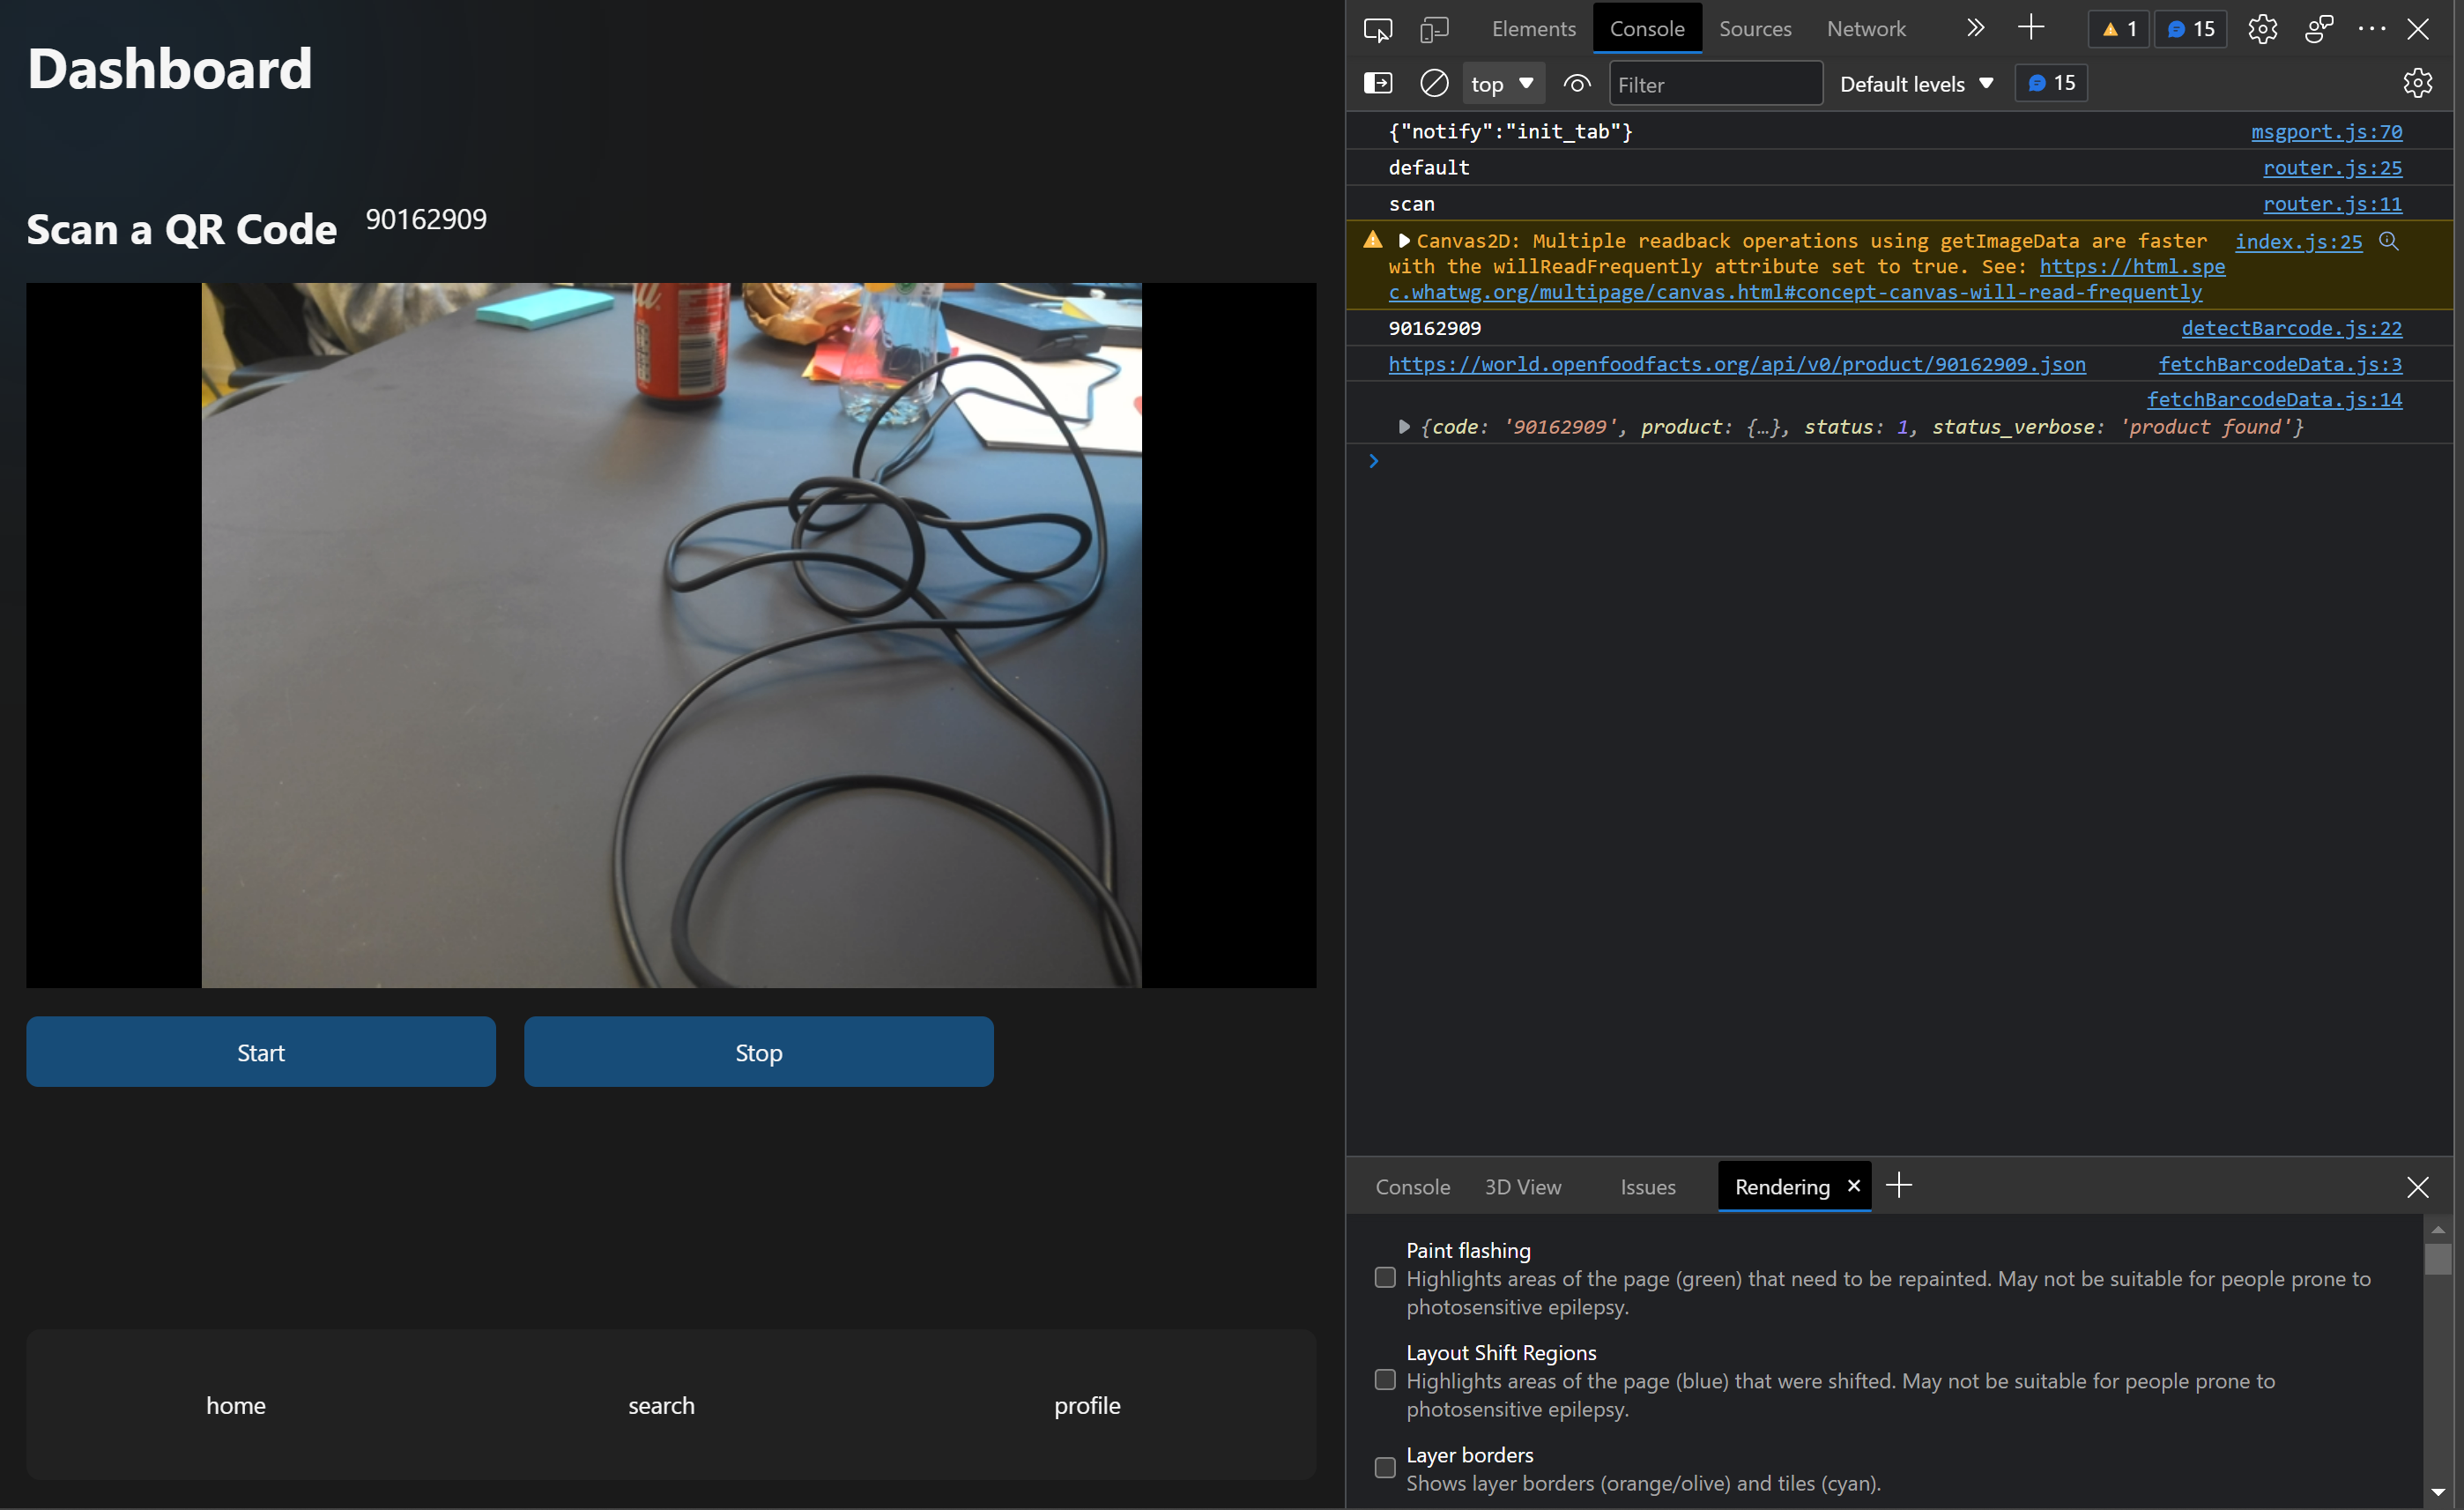 Dashboard
Scan a QR Code 90162909
Start
Stop
home
search
profile
Elements
Console
Sources
Network
1
15
top
Filter
Default levels
15
{"notify":"init_tab"} msgport.js:70
default router.js:25
scan router.js:11
Canvas2D: Multiple readback operations using getImageData are faster index.js:25
with the willReadFrequently attribute set to true. See: https://html.spe
c.whatwg.org/multipage/canvas.html#concept-canvas-will-read-frequently
90162909 detectBarcode.js:22
https://world.openfoodfacts.org/api/v0/product/90162909.json fetchBarcodeData.js:3
fetchBarcodeData.js:14
{code: '90162909', product: {…}, status: 1, status_verbose: 'product found'}
Console
3D View
Issues
Rendering
Paint flashing
Highlights areas of the page (green) that need to be repainted. May not be suitable for people prone to
photosensitive epilepsy.
Layout Shift Regions
Highlights areas of the page (blue) that were shifted. May not be suitable for people prone to
photosensitive epilepsy.
Layer borders
Shows layer borders (orange/olive) and tiles (cyan).